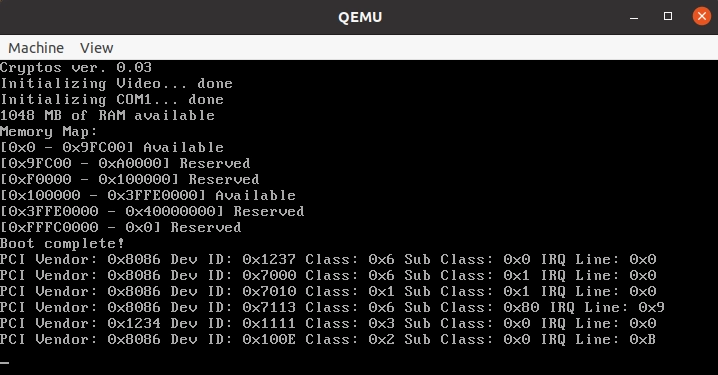 QEMU
Machine View
Cryptos ver. 0.03
Initializing Video... done
Initializing COM1... done
1048 MB of RAM available
Memory Map:
[0x0 - 0x9FC00] Available
[0x9FC00 - 0xA0000] Reserved
[0xF0000 - 0x100000] Reserved
[0x100000 - 0x3FFE0000] Available
[0x3FFE0000 - 0x40000000] Reserved
[0xFFFC0000 - 0x0] Reserved
Boot complete!
PCI Vendor: 0x8086 Dev ID: 0x1237 Class: 0x6 Sub Class: 0x0 IRQ Line: 0x0
PCI Vendor: 0x8086 Dev ID: 0x7000 Class: 0x6 Sub Class: 0x1 IRQ Line: 0x0
PCI Vendor: 0x8086 Dev ID: 0x7010 Class: 0x1 Sub Class: 0x1 IRQ Line: 0x0
PCI Vendor: 0x8086 Dev ID: 0x7113 Class: 0x6 Sub Class: 0x80 IRQ Line: 0x9
PCI Vendor: 0x1234 Dev ID: 0x1111 Class: 0x3 Sub Class: 0x0 IRQ Line: 0x0
PCI Vendor: 0x8086 Dev ID: 0x100E Class: 0x2 Sub Class: 0x0 IRQ Line: 0xB